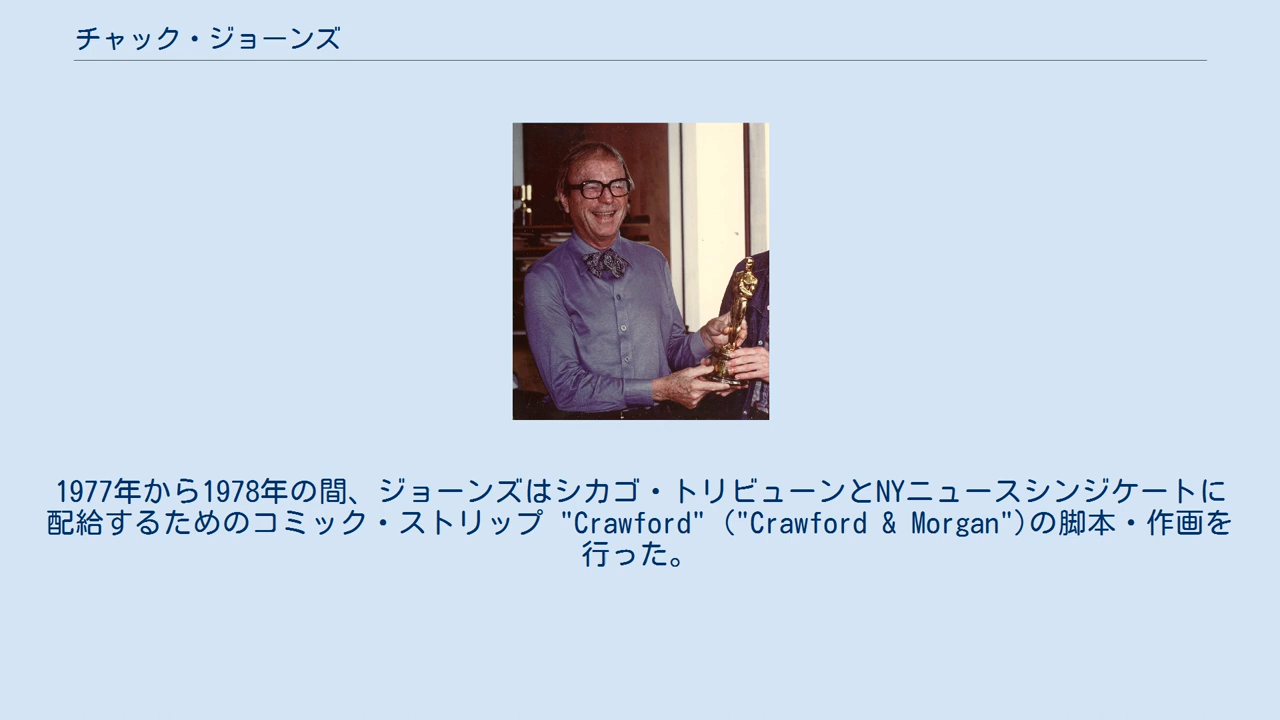 チャック・ジョーンズ
1977年から1978年の間、ジョーンズはシカゴ・トリビューンとNYニュースシンジケートに
配給するためのコミック・ストリップ "Crawford" ("Crawford & Morgan")の脚本・作画を
行った。